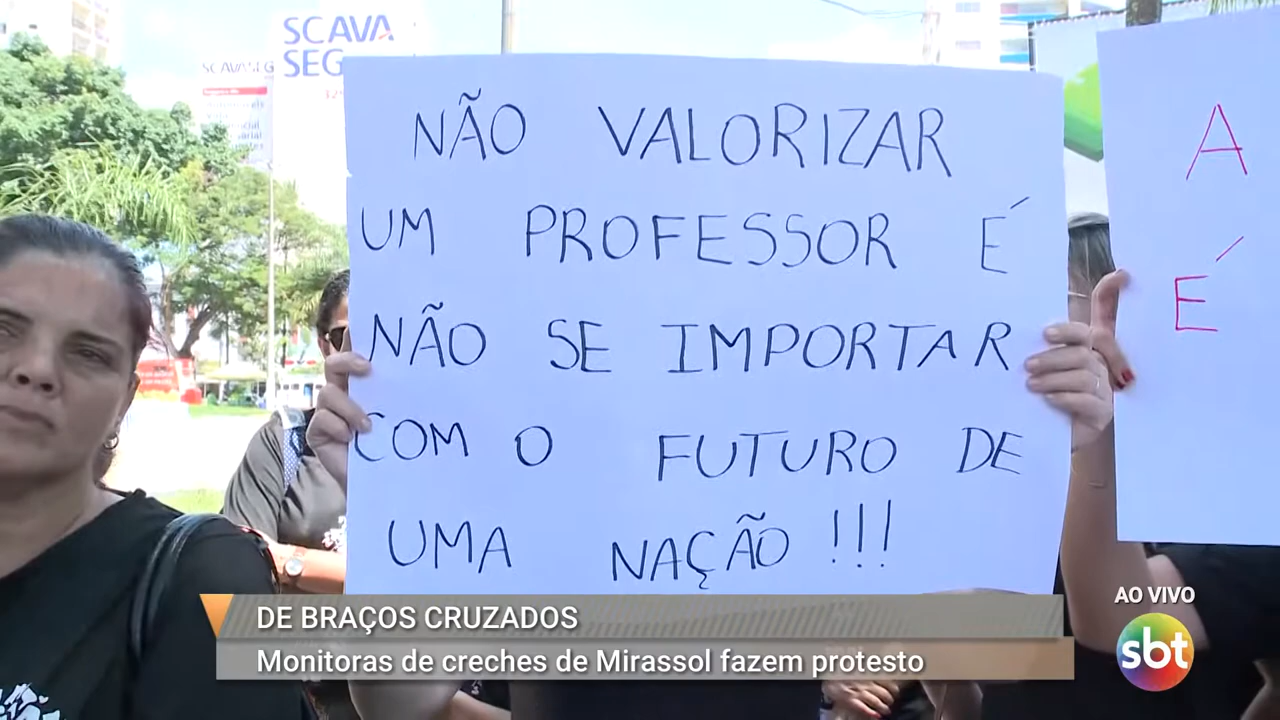 SCAVA
SEG
SCAVASEG
NÃO VALORIZAR
UM PROFESSOR É
NÃO SE IMPORTAR
COM O FUTURO DE
UMA NAÇÃO!!!
A
É
DE BRAÇOS CRUZADOS
Monitoras de creches de Mirassol fazem protesto
AO VIVO
sbt